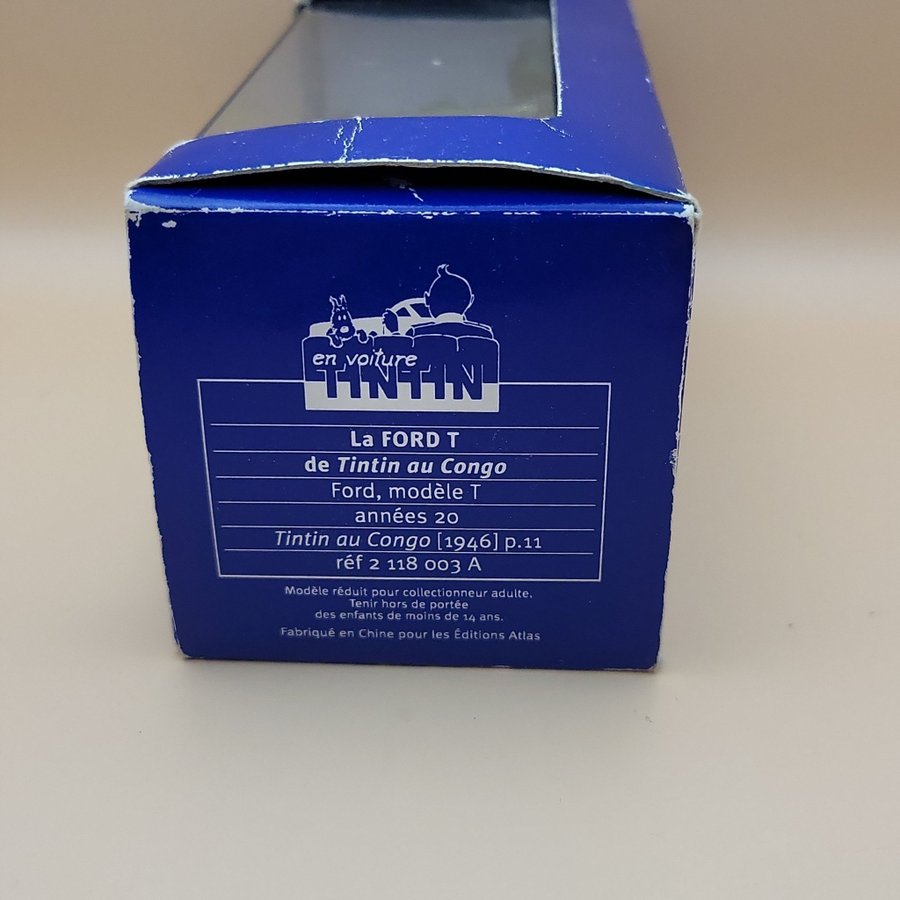 en voiture
TINTIN
La FORD T
de Tintin au Congo
Ford, modèle T
années 20
Tintin au Congo [1946] p.11
réf 2 118 003 A
Modèle réduit pour collectionneur adulte.
Tenir hors de portée
des enfants de moins de 14 ans.
Fabriqué en Chine pour les Éditions Atlas